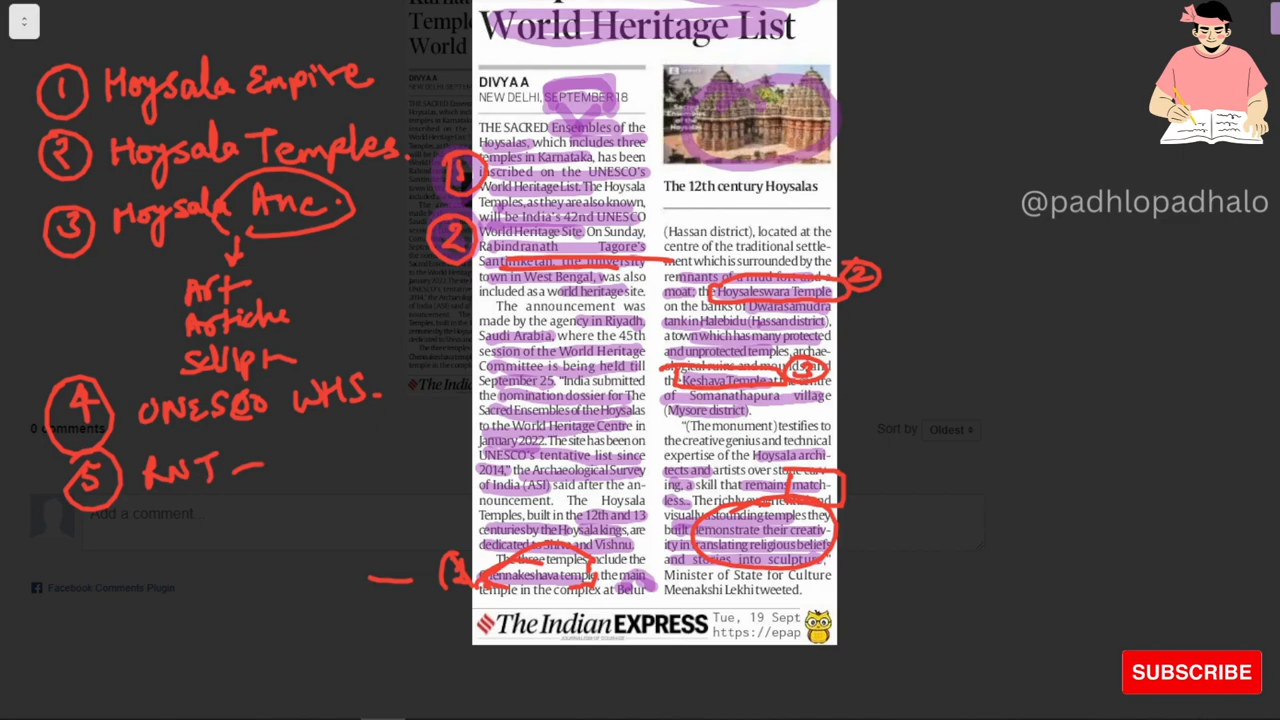 World Heritage List
① Hoysala Empire
② Hoysala Temples.
③ Hoysala Anc.
Art
④ UNESCO WHS.
⑤ RNT –
0 comments
Add a comment...
Facebook Comments Plugin
DIVYA A
NEW DELHI, SEPTEMBER 18
THE SACRED Ensembles of the
Hoysalas, which includes three
temples in Karnataka, has been
inscribed on the UNESCO's
World Heritage List. The Hoysala
Temples, as they are also known,
will be India's 42nd UNESCO
World Heritage Site. On Sunday,
Rabindranath Tagore's
Santiniketan, the university
town in West Bengal, was also
included as a world heritage site.
The announcement was
made by the agency in Riyadh,
Saudi Arabia, where the 45th
session of the World Heritage
Committee is being held till
September 25. "India submitted
the nomination dossier for The
Sacred Ensembles of the Hoysalas
to the World Heritage Centre in
January 2022. The site has been on
UNESCO's tentative list since
2014," the Archaeological Survey
of India (ASI) said after the an-
nouncement. The Hoysala
Temples, built in the 12th and 13
centuries by the Hoysala kings, are
dedicated to Shiva and Vishnu.
The three temples include the
Chennakeshava temple, the main
temple in the complex at Belur
1
2
Ensembles
of the
Hoysalas
The 12th century Hoysalas
(Hassan district), located at the
centre of the traditional settle-
ment which is surrounded by the
remnants of a mud fort and a
moat; the Hoysaleswara Temple
on the banks of Dwarasamudra
tank in Halebidu (Hassan district),
a town which has many protected
and unprotected temples, archae-
ological ruins and mounds; and
the Keshava Temple at the centre
of Somanathapura village
(Mysore district).
"(The monument) testifies to
the creative genius and technical
expertise of the Hoysala archi-
tects and artists over stone carv-
ing, a skill that remains match-
less. The richly and
visually astounding temples they
built demonstrate their creativ-
ity in translating religious beliefs
and stories into sculpture,"
Minister of State for Culture
Meenakshi Lekhi tweeted.
2
3
The Indian EXPRESS
JOURNALISM OF COURAGE
Tue, 19 Sept
https://epap
@padhlopadhalo
Sort by Oldest
SUBSCRIBE